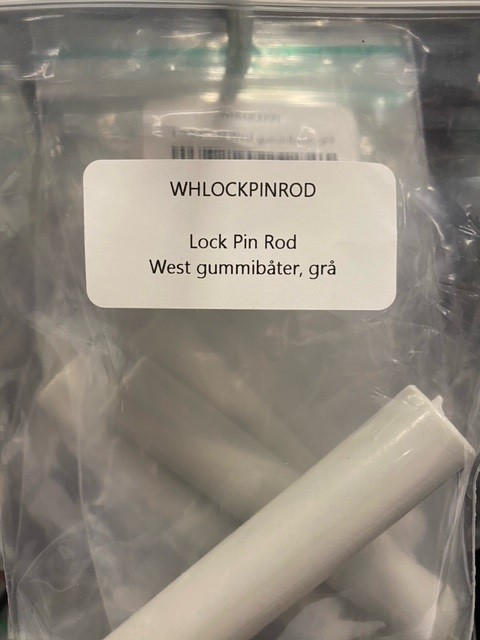 WHLOCKPINROD
Lock Pin Rod
West gummibåter, grå